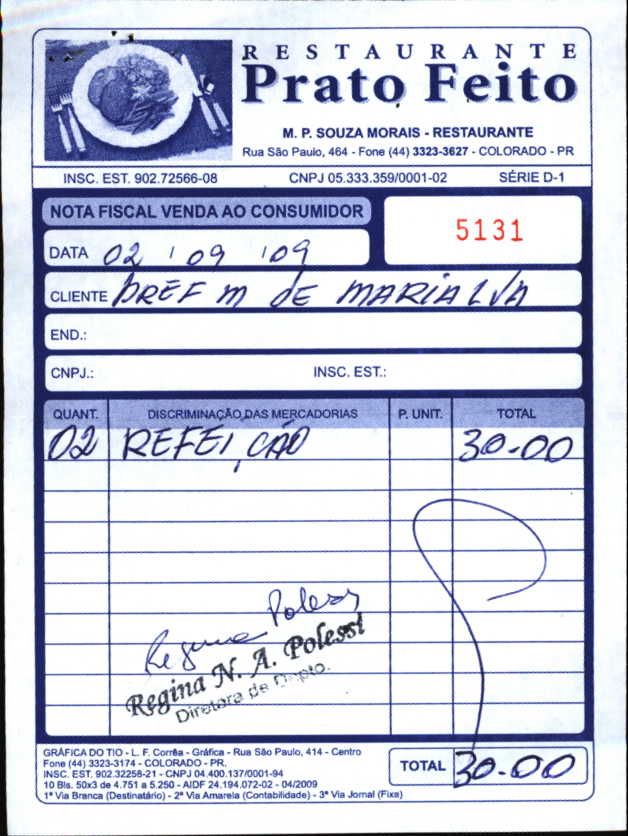 RESTAURANTE
Prato Feito
M. P. SOUZA MORAIS - RESTAURANTE
Rua São Paulo, 464 - Fone (44) 3323-3627 - COLORADO - PR
INSC. EST. 902.72566-08 CNPJ 05.333.359/0001-02 SÉRIE D-1
NOTA FISCAL VENDA AO CONSUMIDOR
5131
DATA 02 / 09 / 09
CLIENTE PREF M DE MARIALVA
END.:
CNPJ.: INSC. EST.:
QUANT. DISCRIMINAÇÃO DAS MERCADORIAS P. UNIT. TOTAL
02 REFEIÇÃO 30-00
Regina Polessi
Regina N. A. Polessi
Diretora de Depto.
GRÁFICA DO TIO - L. F. Corrêa - Gráfica - Rua São Paulo, 414 - Centro
Fone (44) 3323-3174 - COLORADO - PR.
INSC. EST. 902.32258-21 - CNPJ 04.400.137/0001-94
10 Bls. 50x3 de 4.751 a 5.250 - AIDF 24.194.072-02 - 04/2009
1ª Via Branca (Destinatário) - 2ª Via Amarela (Contabilidade) - 3ª Via Jornal (Fixa)
TOTAL 30-00